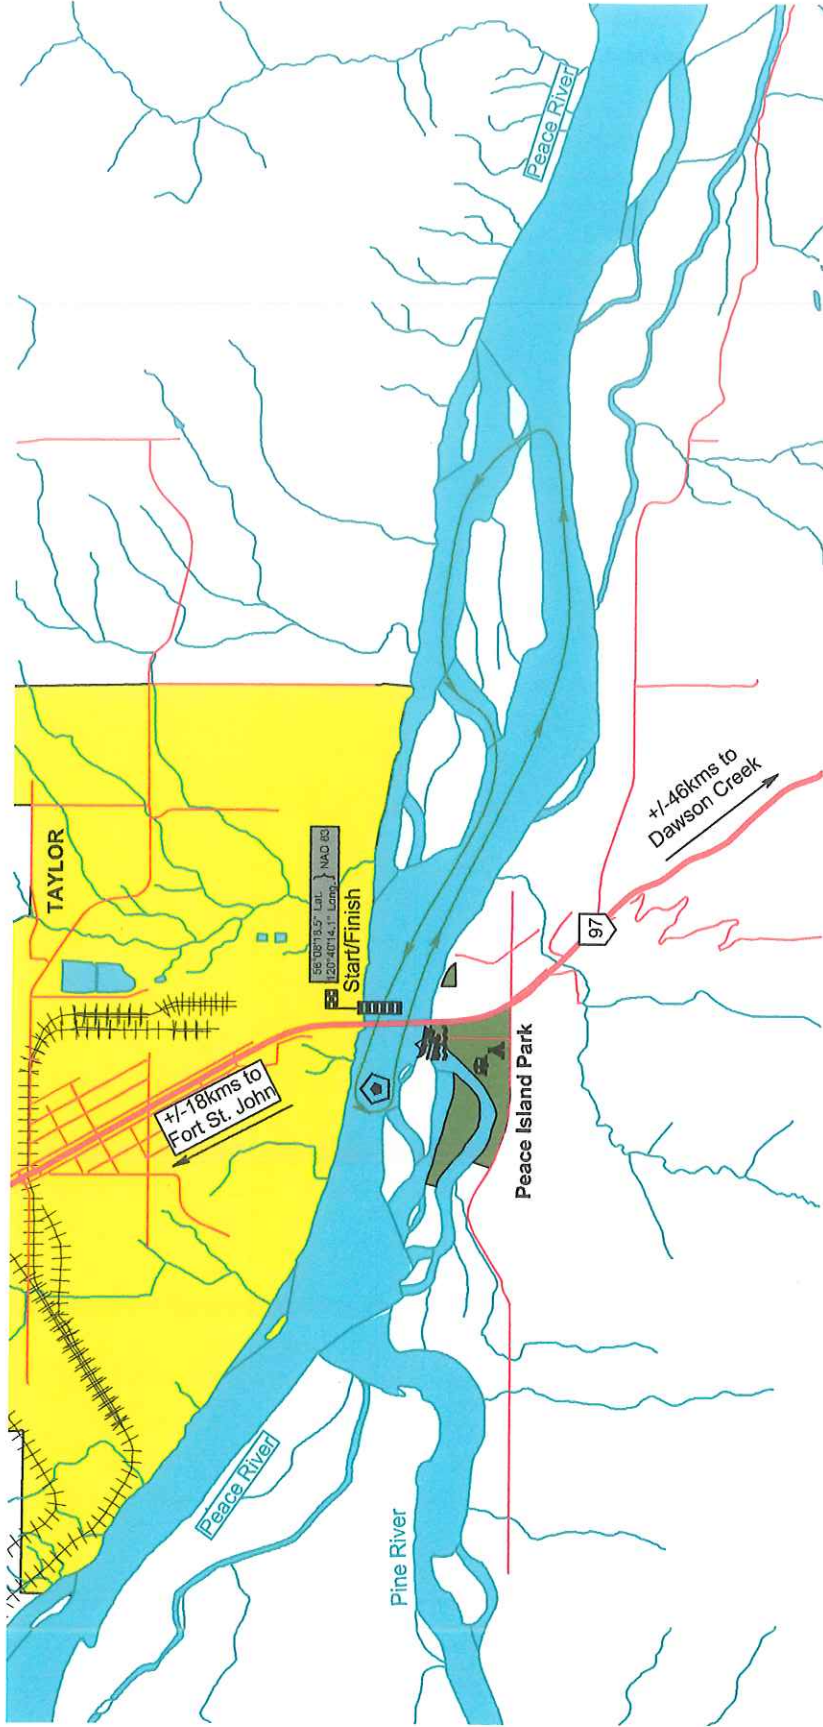 Peace River
TAYLOR
56°08'18.5" Lat.
120°40'14.1" Long.
} NAD 83
Start/Finish
+/-18kms to
Fort St. John
+/-46kms to
Dawson Creek
97
Peace Island Park
Peace River
Pine River